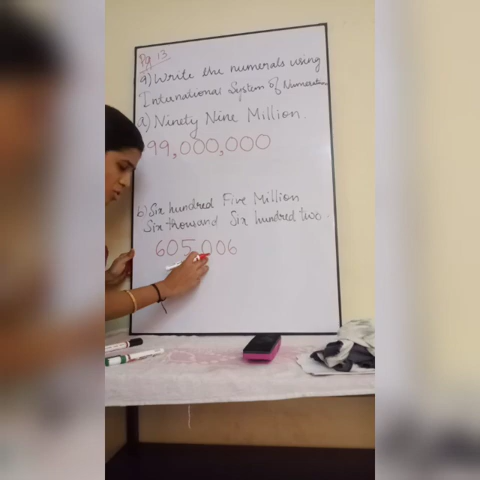 Pg 13
9) Write the numerals using
International System of Numeration
a) Ninety Nine Million.
99,000,000
b) Six hundred Five Million
Six thousand Six hundred two.
605 006